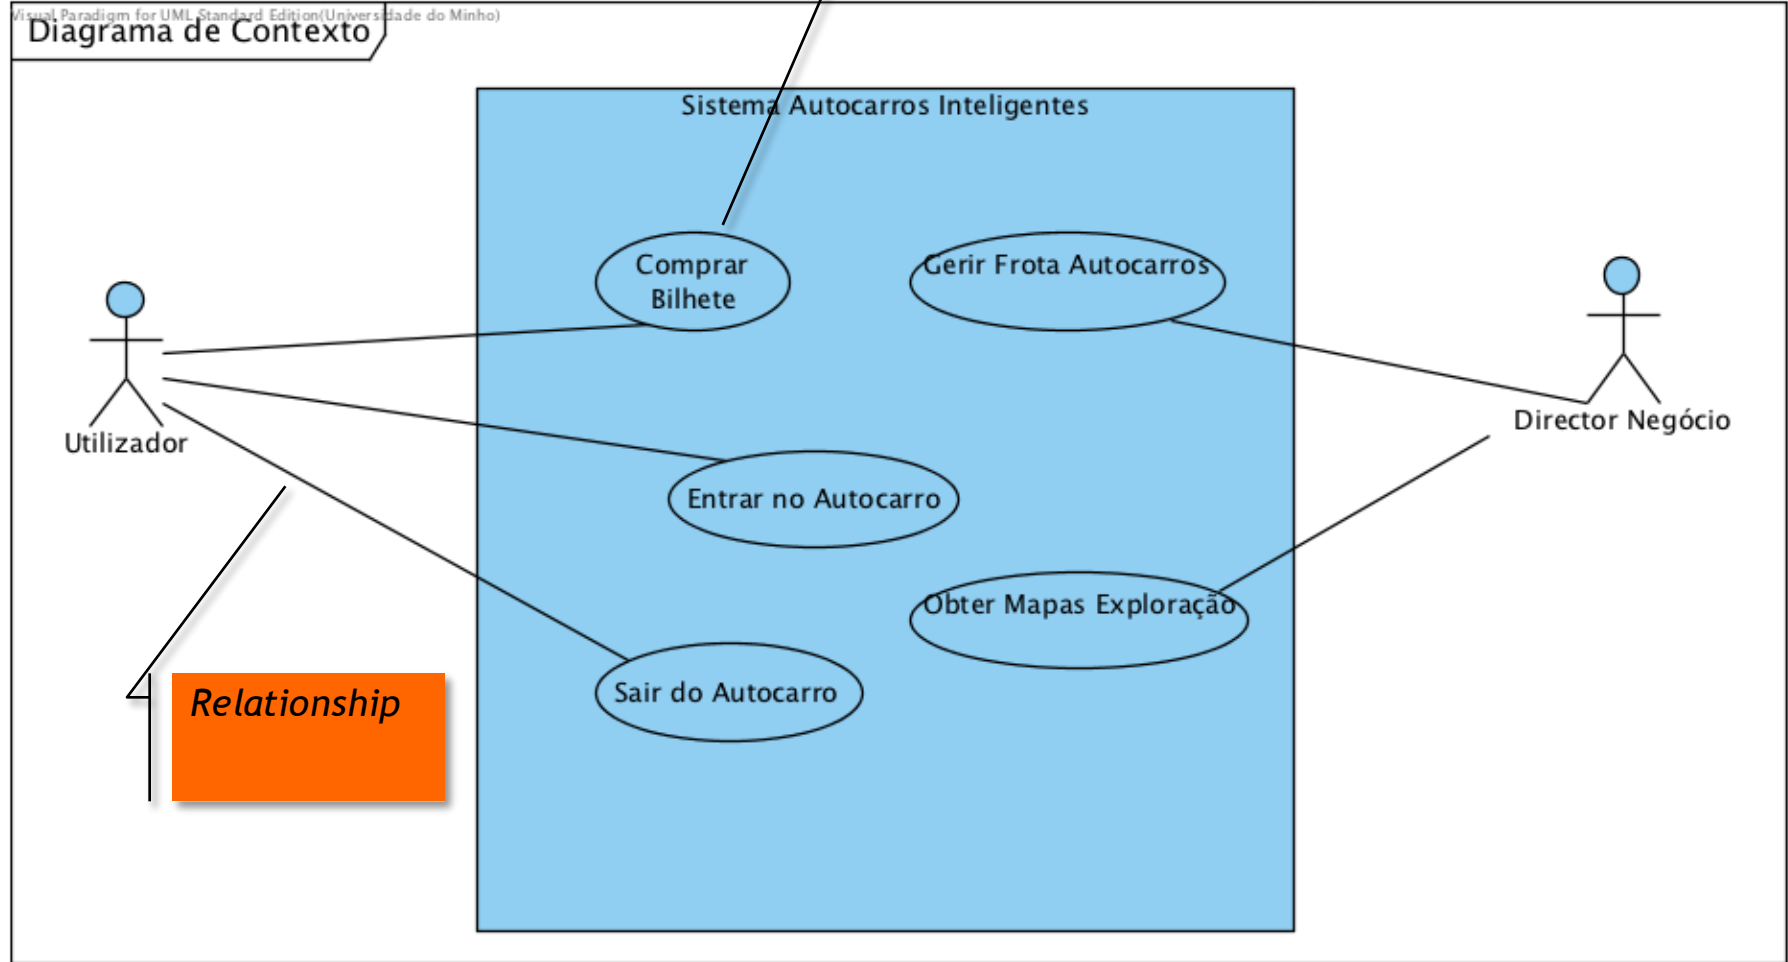 Visual Paradigm for UML Standard Edition(Universidade do Minho)
Diagrama de Contexto
Sistema Autocarros Inteligentes
Comprar
Bilhete
Gerir Frota Autocarros
Utilizador
Director Negócio
Entrar no Autocarro
Obter Mapas Exploração
Sair do Autocarro
Relationship